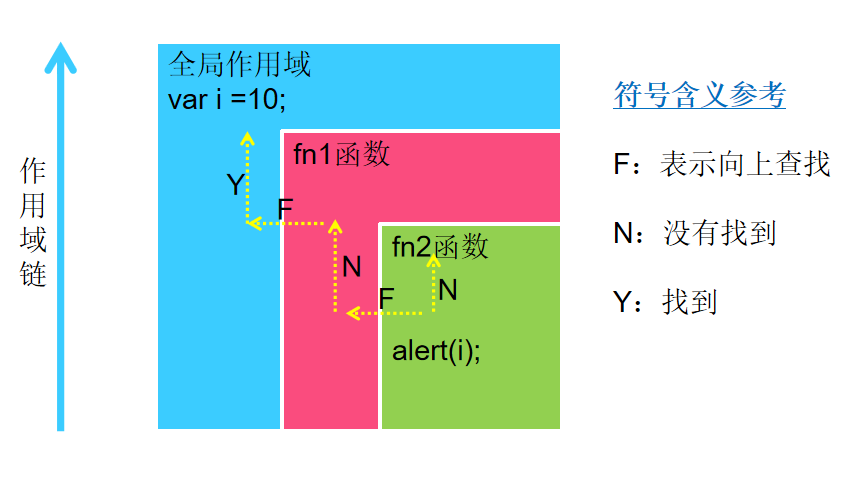 作
用
域
链
全局作用域
var i =10;
fn1函数
Y
F
N
fn2函数
F
N
alert(i);
符号含义参考
F：表示向上查找
N：没有找到
Y：找到